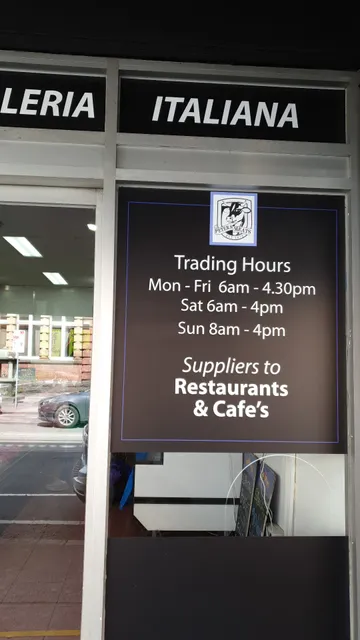 LERIA ITALIANA
Trading Hours
Mon - Fri 6am - 4.30pm
Sat 6am - 4pm
Sun 8am - 4pm
Suppliers to
Restaurants
& Cafe's